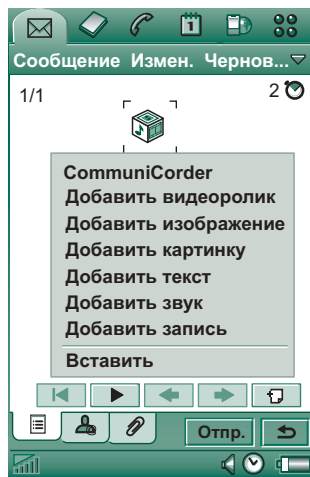 Сообщение Измен. Чернов...
1/1
2
CommuniCorder
Добавить видеоролик
Добавить изображение
Добавить картинку
Добавить текст
Добавить звук
Добавить запись
Вставить
Отпр.